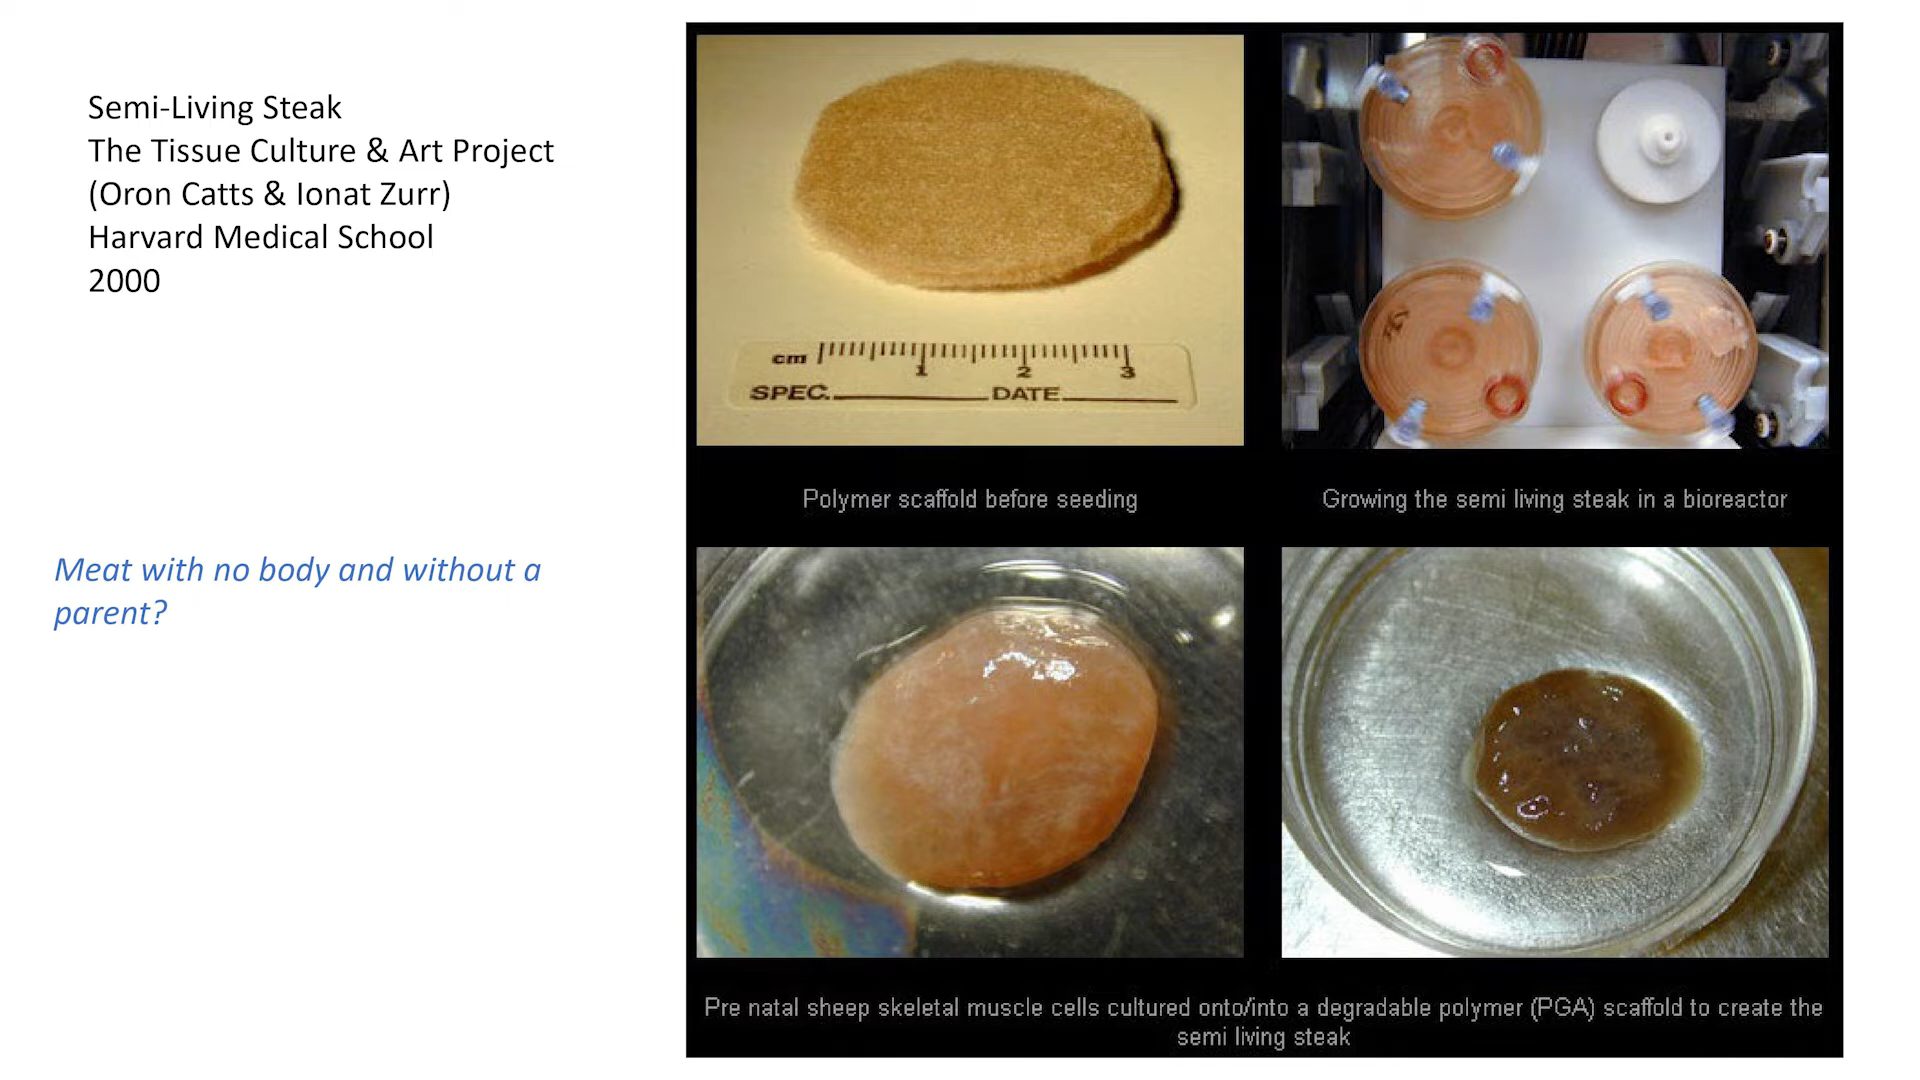 Semi-Living Steak
The Tissue Culture & Art Project
(Oron Catts & Ionat Zurr)
Harvard Medical School
2000
Meat with no body and without a
parent?
cm 1 2 3
SPEC. DATE
Polymer scaffold before seeding
Growing the semi living steak in a bioreactor
Pre natal sheep skeletal muscle cells cultured onto/into a degradable polymer (PGA) scaffold to create the
semi living steak